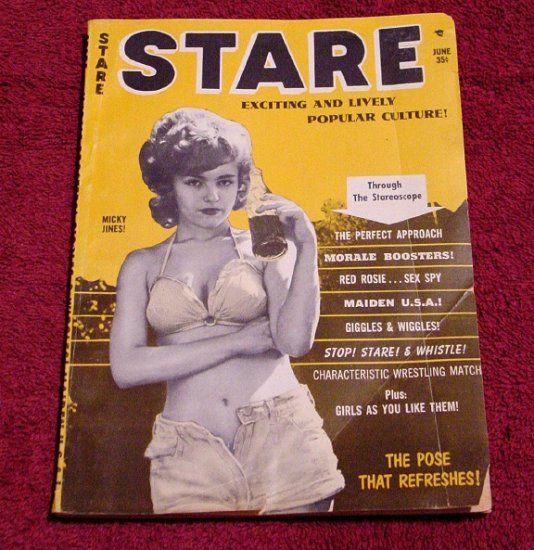 STARE
STARE
JUNE
35¢
EXCITING AND LIVELY
POPULAR CULTURE!
MICKY
JINES!
Through
The Stareoscope
THE PERFECT APPROACH
MORALE BOOSTERS!
RED ROSIE...SEX SPY
MAIDEN U.S.A.!
GIGGLES & WIGGLES!
STOP! STARE! & WHISTLE!
CHARACTERISTIC WRESTLING MATCH
Plus:
GIRLS AS YOU LIKE THEM!
THE POSE
THAT REFRESHES!